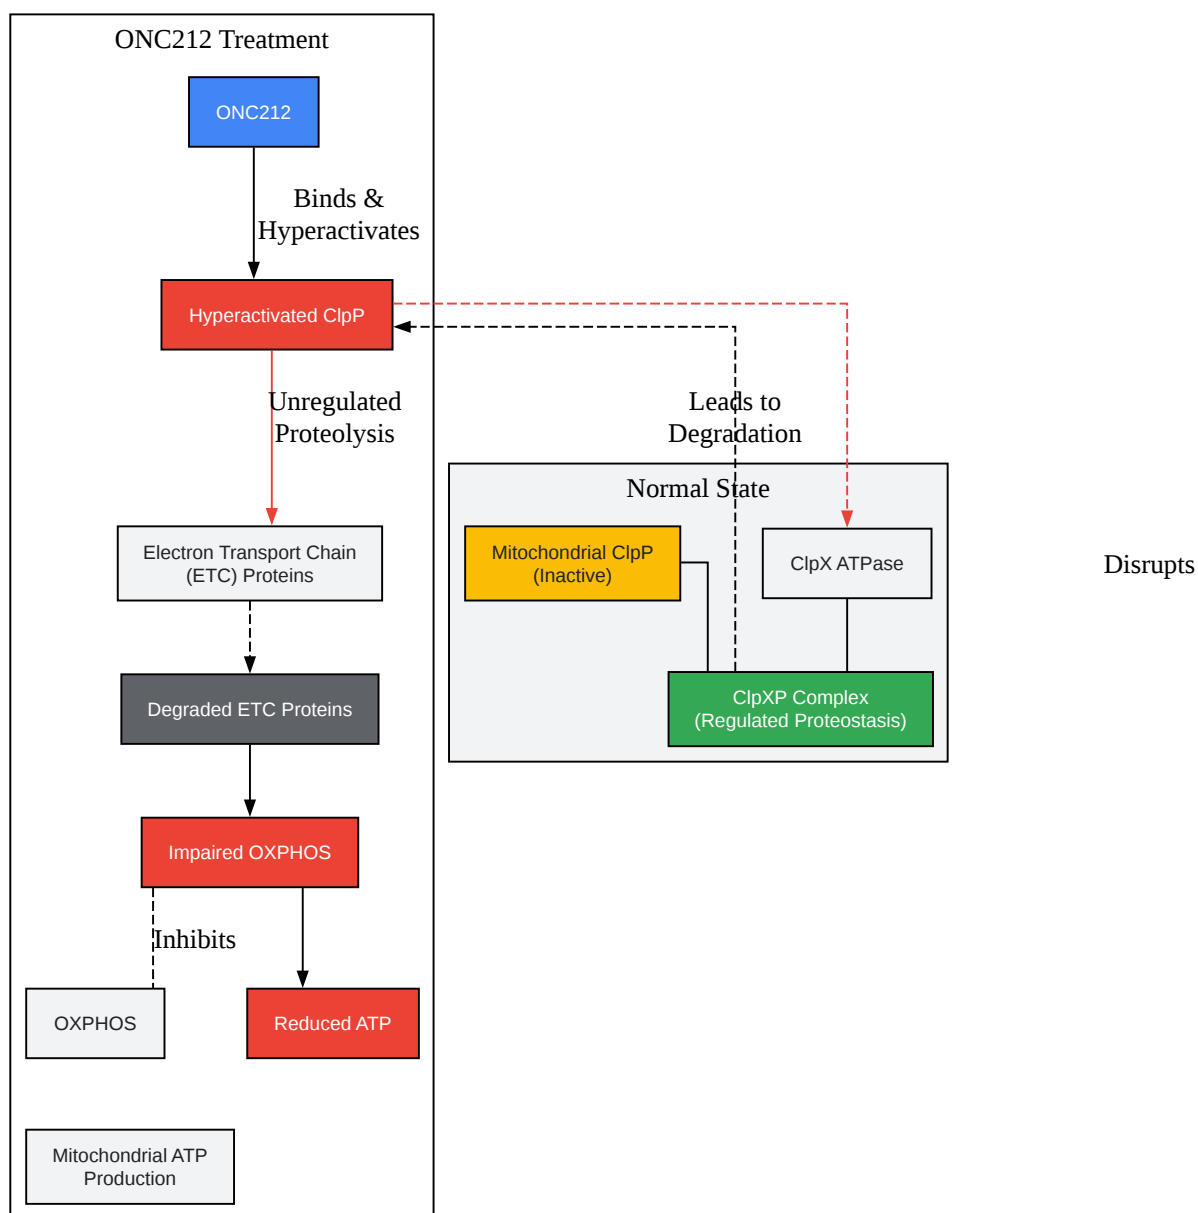 ONC212 Treatment
ONC212
Binds &
Hyperactivates
Hyperactivated ClpP
Unregulated
Proteolysis
Leads to
Degradation
Normal State
Electron Transport Chain
(ETC) Proteins
Mitochondrial ClpP
(Inactive)
ClpX ATPase
Disrupts
Degraded ETC Proteins
ClpXP Complex
(Regulated Proteostasis)
Impaired OXPHOS
Inhibits
OXPHOS
Reduced ATP
Mitochondrial ATP
Production